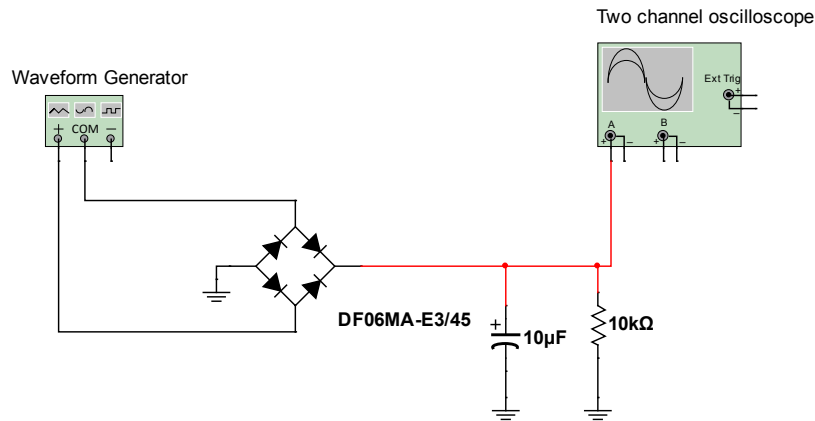 Two channel oscilloscope
Waveform Generator
Ext Trig
+
–
A
B
+ –
+ –
+ COM –
DF06MA-E3/45
+
10µF
10kΩ